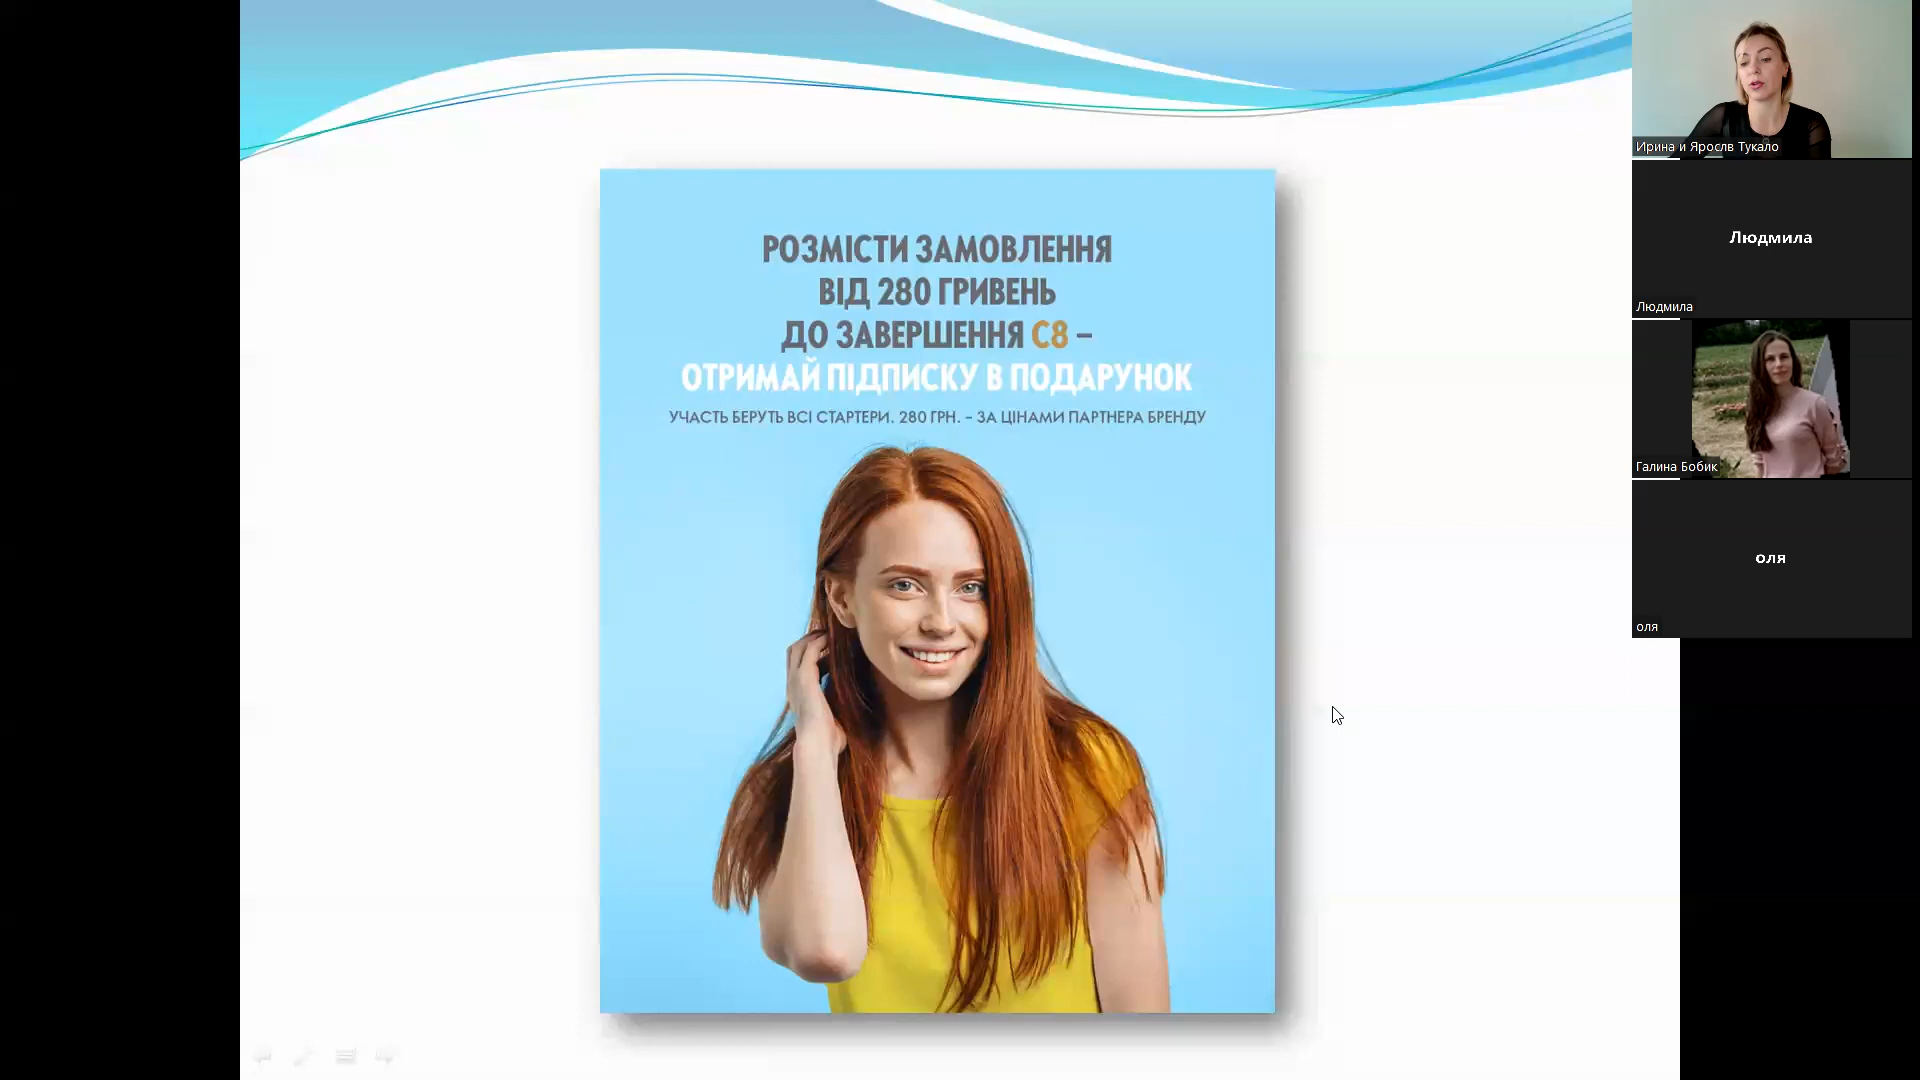 РОЗМІСТИ ЗАМОВЛЕННЯ
ВІД 280 ГРИВЕНЬ
ДО ЗАВЕРШЕННЯ С8 –
ОТРИМАЙ ПІДПИСКУ В ПОДАРУНОК
УЧАСТЬ БЕРУТЬ ВСІ СТАРТЕРИ. 280 ГРН. – ЗА ЦІНАМИ ПАРТНЕРА БРЕНДУ
Ирина и Ярослв Тукало
Людмила
Людмила
Галина Бобик
оля
оля